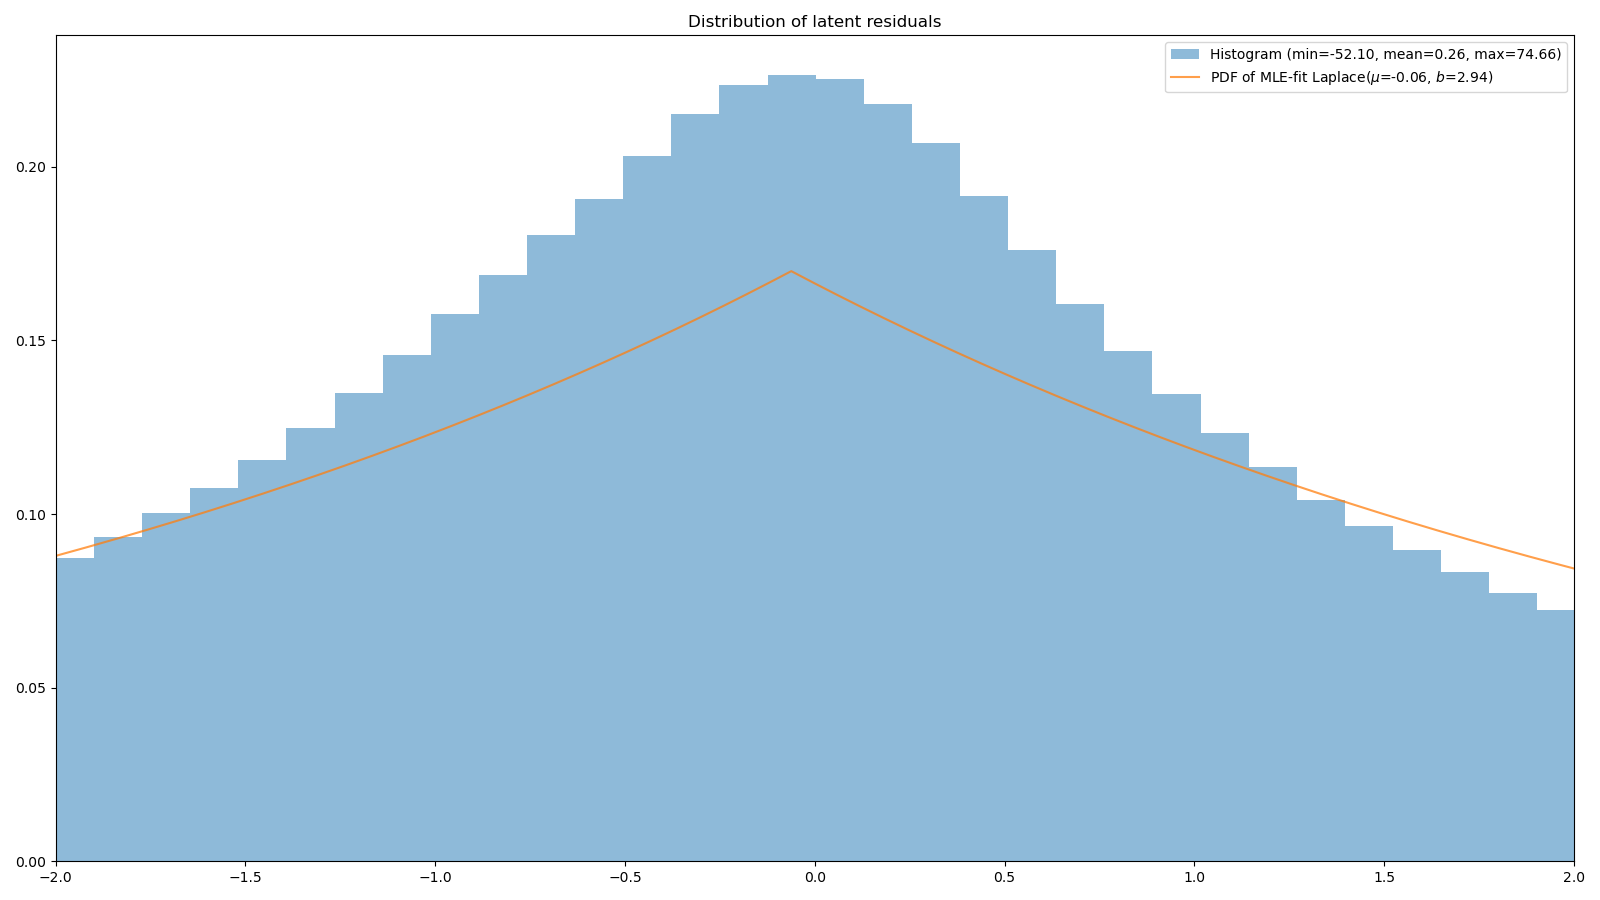 Distribution of latent residuals
Histogram (min=-52.10, mean=0.26, max=74.66)
PDF of MLE-fit Laplace(μ=-0.06, b=2.94)
0.20
0.15
0.10
0.05
0.00
−2.0 −1.5 −1.0 −0.5 0.0 0.5 1.0 1.5 2.0